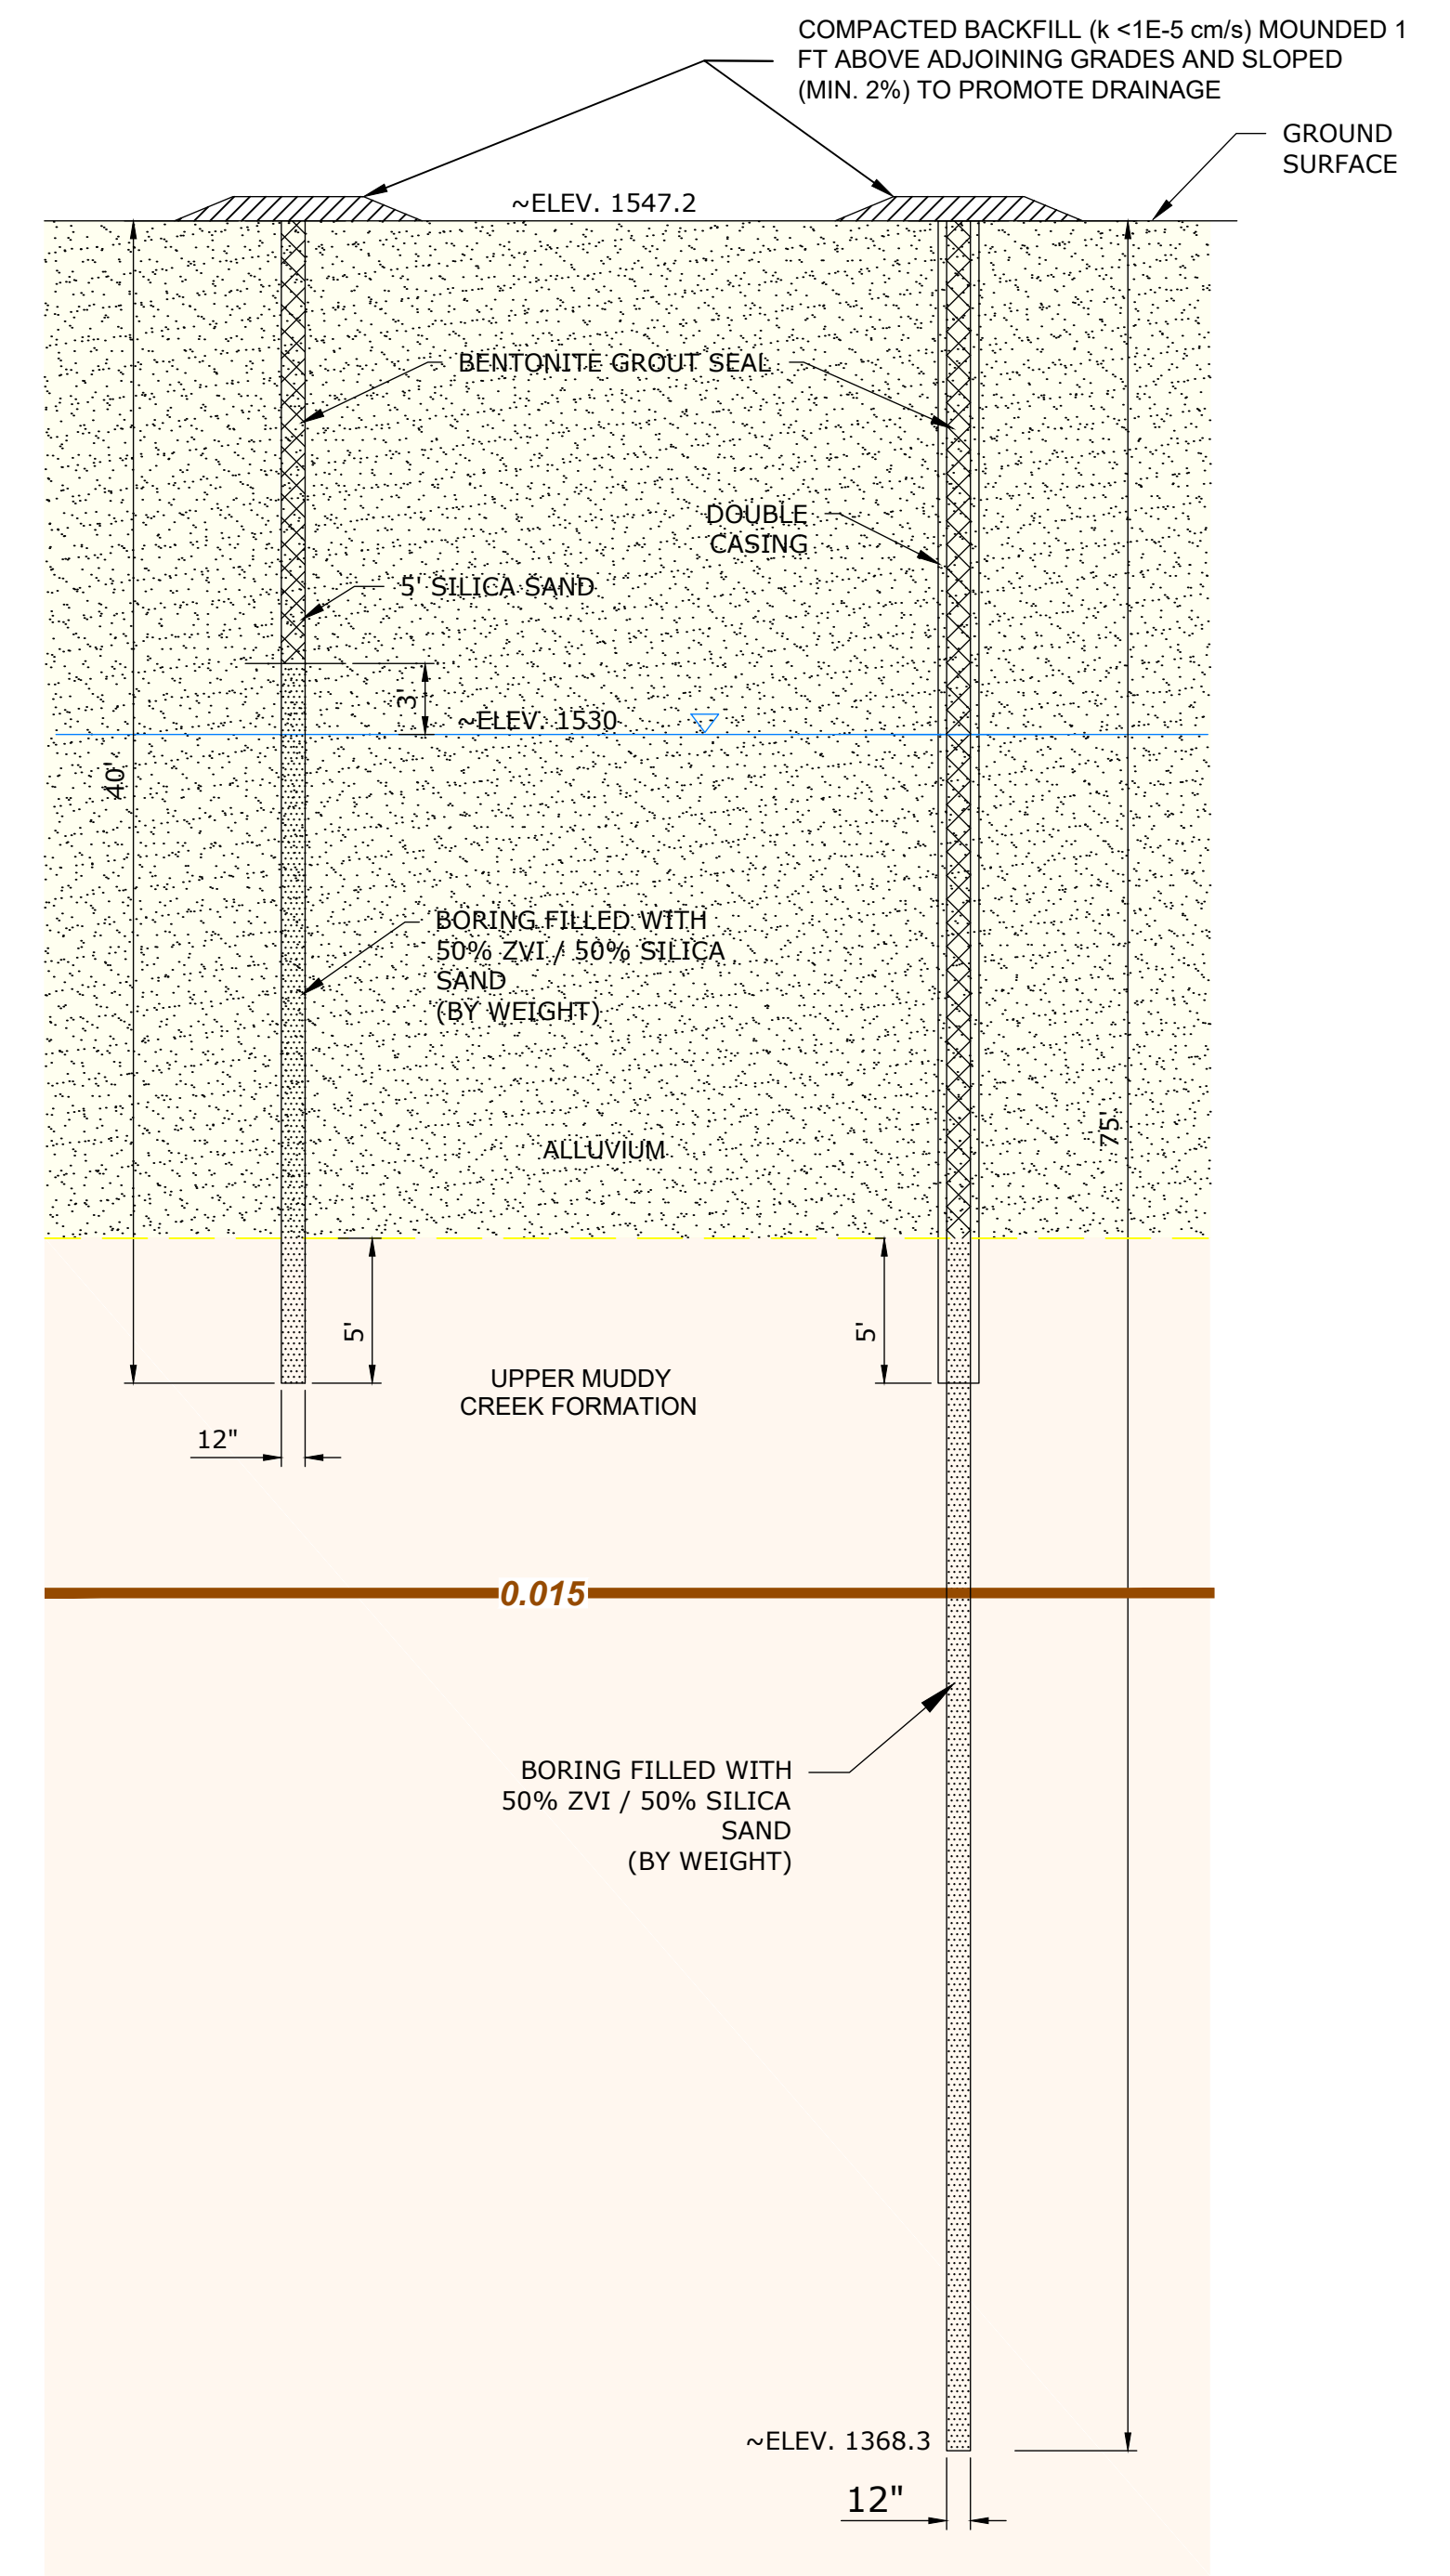 COMPACTED BACKFILL (k <1E-5 cm/s) MOUNDED 1
FT ABOVE ADJOINING GRADES AND SLOPED
(MIN. 2%) TO PROMOTE DRAINAGE
GROUND
SURFACE
~ELEV. 1547.2
BENTONITE GROUT SEAL
DOUBLE
CASING
5' SILICA SAND
3'
~ELEV. 1530
40'
BORING FILLED WITH
50% ZVI / 50% SILICA
SAND
(BY WEIGHT)
ALLUVIUM
75'
5'
5'
UPPER MUDDY
CREEK FORMATION
12"
0.015
BORING FILLED WITH
50% ZVI / 50% SILICA
SAND
(BY WEIGHT)
~ELEV. 1368.3
12"